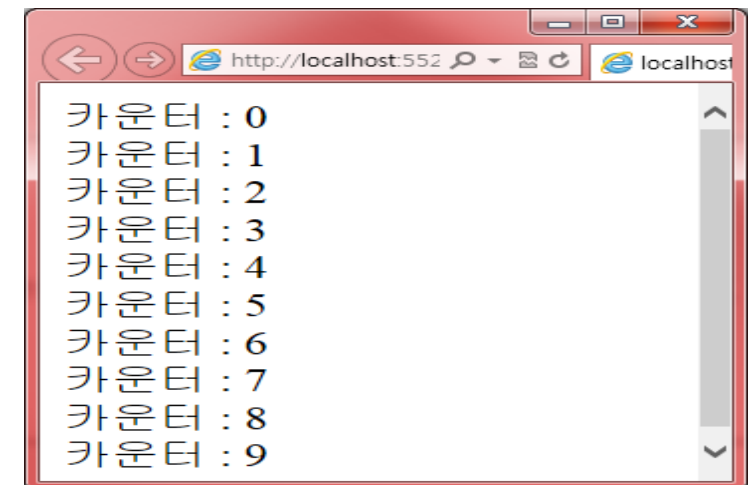 http://localhost:552
localhost
카운터 : 0
카운터 : 1
카운터 : 2
카운터 : 3
카운터 : 4
카운터 : 5
카운터 : 6
카운터 : 7
카운터 : 8
카운터 : 9